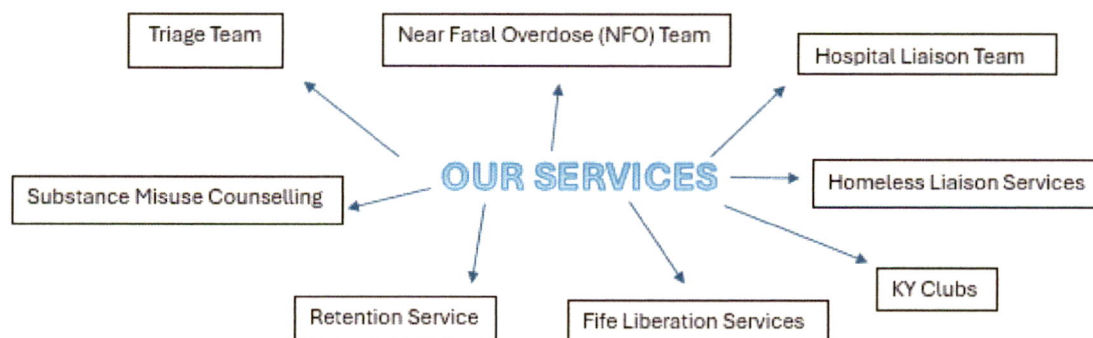 Triage Team
Near Fatal Overdose (NFO) Team
Hospital Liaison Team
OUR SERVICES
Substance Misuse Counselling
Homeless Liaison Services
KY Clubs
Retention Service
Fife Liberation Services